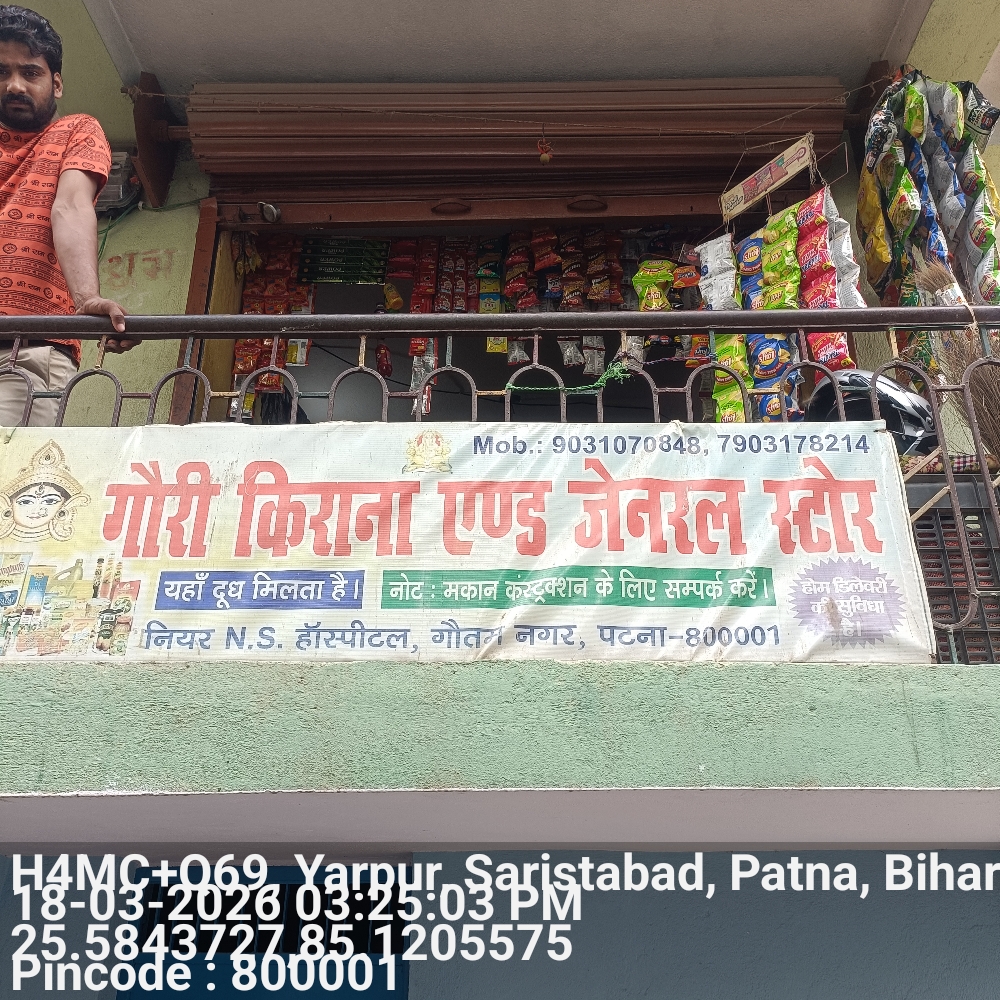 Mob.: 9031070848, 7903178214
गौरी किराना एण्ड जेनरल स्टोर
यहाँ दूध मिलता है।
नोट : मकान कंस्ट्रक्शन के लिए सम्पर्क करें।
होम डिलेवरी
की सुविधा
है।
नियर N.S. हॉस्पीटल, गौतम नगर, पटना-800001
H4MC+Q69, Yarpur, Saristabad, Patna, Bihar
18-03-2026 03:25:03 PM
25.5843727,85.1205575
Pincode : 800001